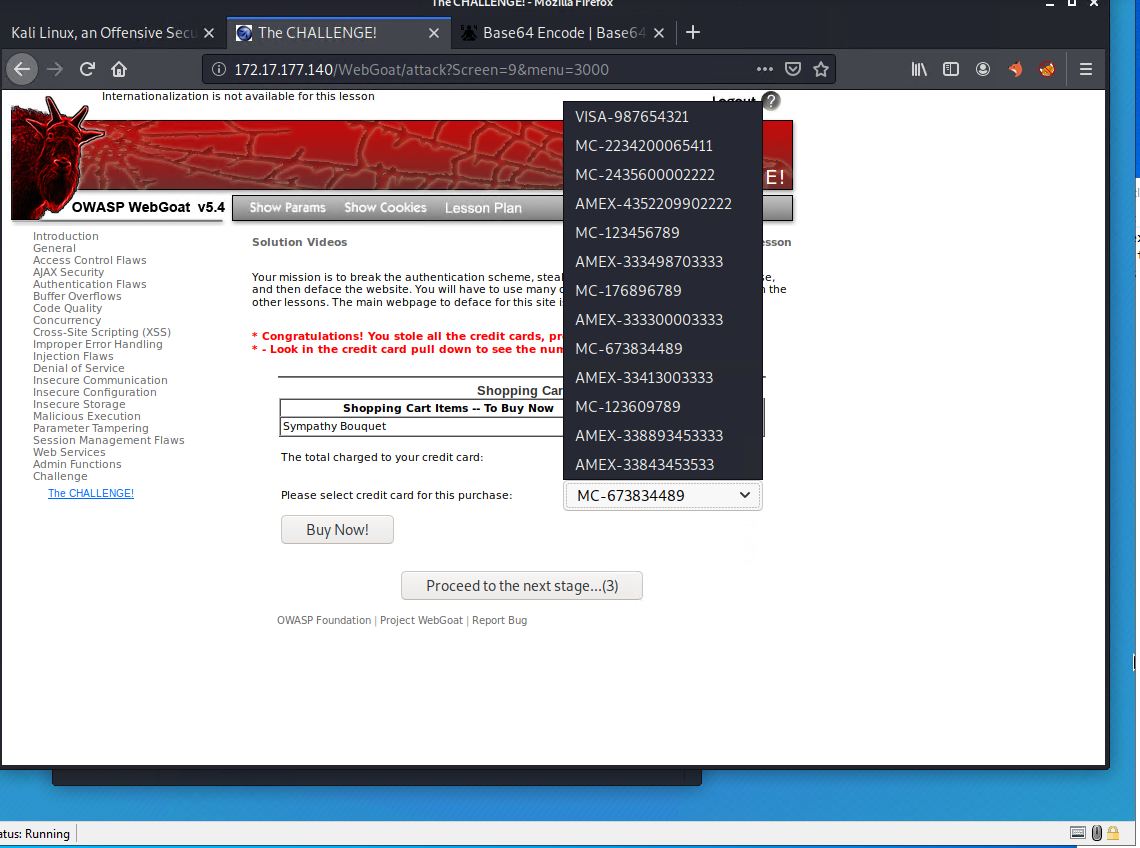 The CHALLENGE! - Mozilla Firefox
Kali Linux, an Offensive Secu
The CHALLENGE!
Base64 Encode | Base64
172.17.177.140/WebGoat/attack?Screen=9&menu=3000
Internationalization is not available for this lesson
Logout ?
E!
OWASP WebGoat v5.4
Show Params Show Cookies Lesson Plan
Introduction
General
Access Control Flaws
AJAX Security
Authentication Flaws
Buffer Overflows
Code Quality
Concurrency
Cross-Site Scripting (XSS)
Improper Error Handling
Injection Flaws
Denial of Service
Insecure Communication
Insecure Configuration
Insecure Storage
Malicious Execution
Parameter Tampering
Session Management Flaws
Web Services
Admin Functions
Challenge
The CHALLENGE!
Solution Videos
esson
Your mission is to break the authentication scheme, steal
se,
and then deface the website. You will have to use many
n the
other lessons. The main webpage to deface for this site
* Congratulations! You stole all the credit cards, pr
* - Look in the credit card pull down to see the num
Shopping Car
Shopping Cart Items -- To Buy Now
Sympathy Bouquet
The total charged to your credit card:
Please select credit card for this purchase:
VISA-987654321
MC-2234200065411
MC-2435600002222
AMEX-4352209902222
MC-123456789
AMEX-333498703333
MC-176896789
AMEX-333300003333
MC-673834489
AMEX-33413003333
MC-123609789
AMEX-338893453333
AMEX-33843453533
MC-673834489
Buy Now!
Proceed to the next stage...(3)
OWASP Foundation | Project WebGoat | Report Bug
atus: Running